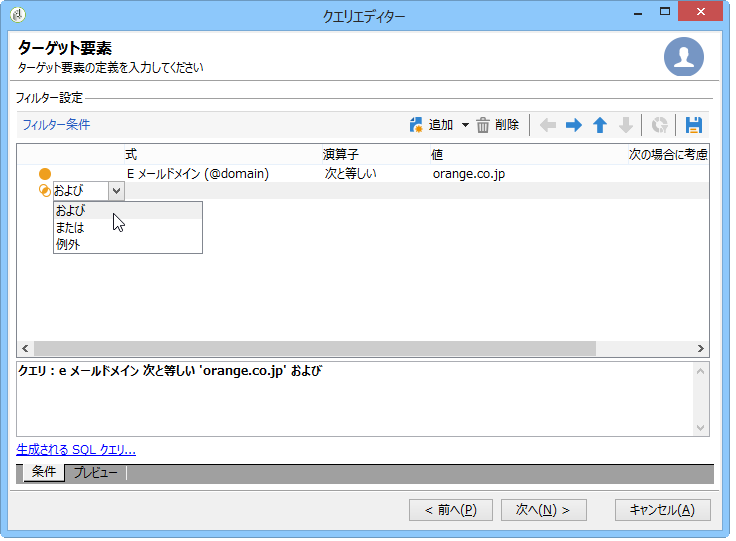 クエリエディター
ターゲット要素
ターゲット要素の定義を入力してください
フィルター設定
フィルター条件 追加 削除
式 演算子 値 次の場合に考慮
E メールドメイン (@domain) 次と等しい orange.co.jp
および
および
または
例外
クエリ : e メールドメイン 次と等しい 'orange.co.jp' および
生成される SQL クエリ...
条件 プレビュー
< 前へ(P) 次へ(N) > キャンセル(A)